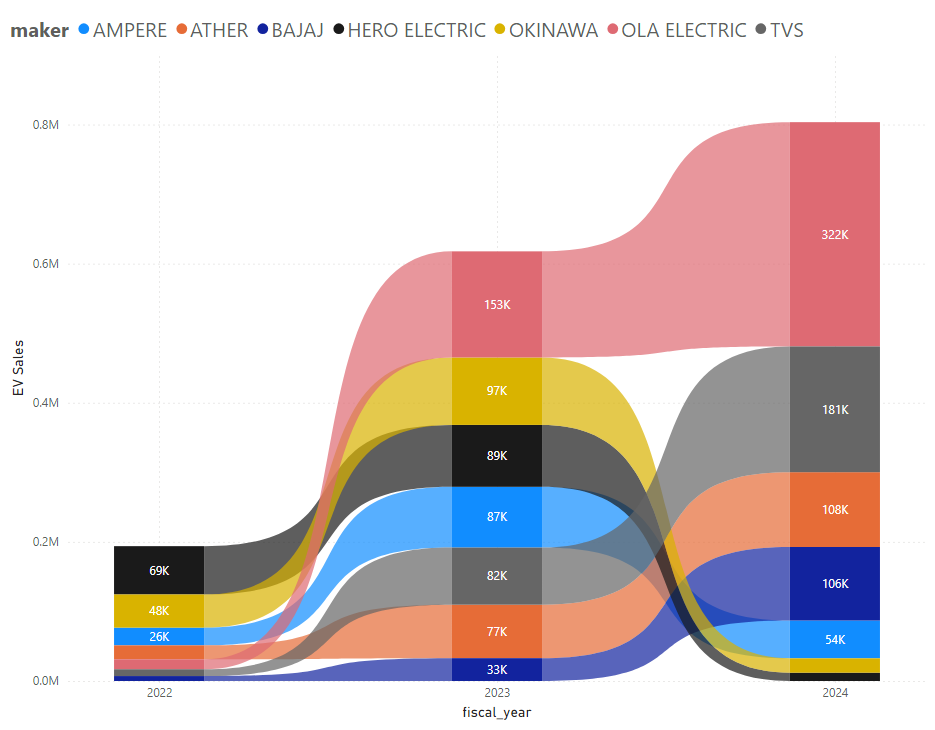 maker AMPERE ATHER BAJAJ HERO ELECTRIC OKINAWA OLA ELECTRIC TVS
0.8M
322K
0.6M
153K
EV Sales
97K
0.4M
181K
89K
108K
87K
0.2M
69K
82K
106K
48K
26K
77K
54K
33K
0.0M
2022 2023 2024
fiscal_year